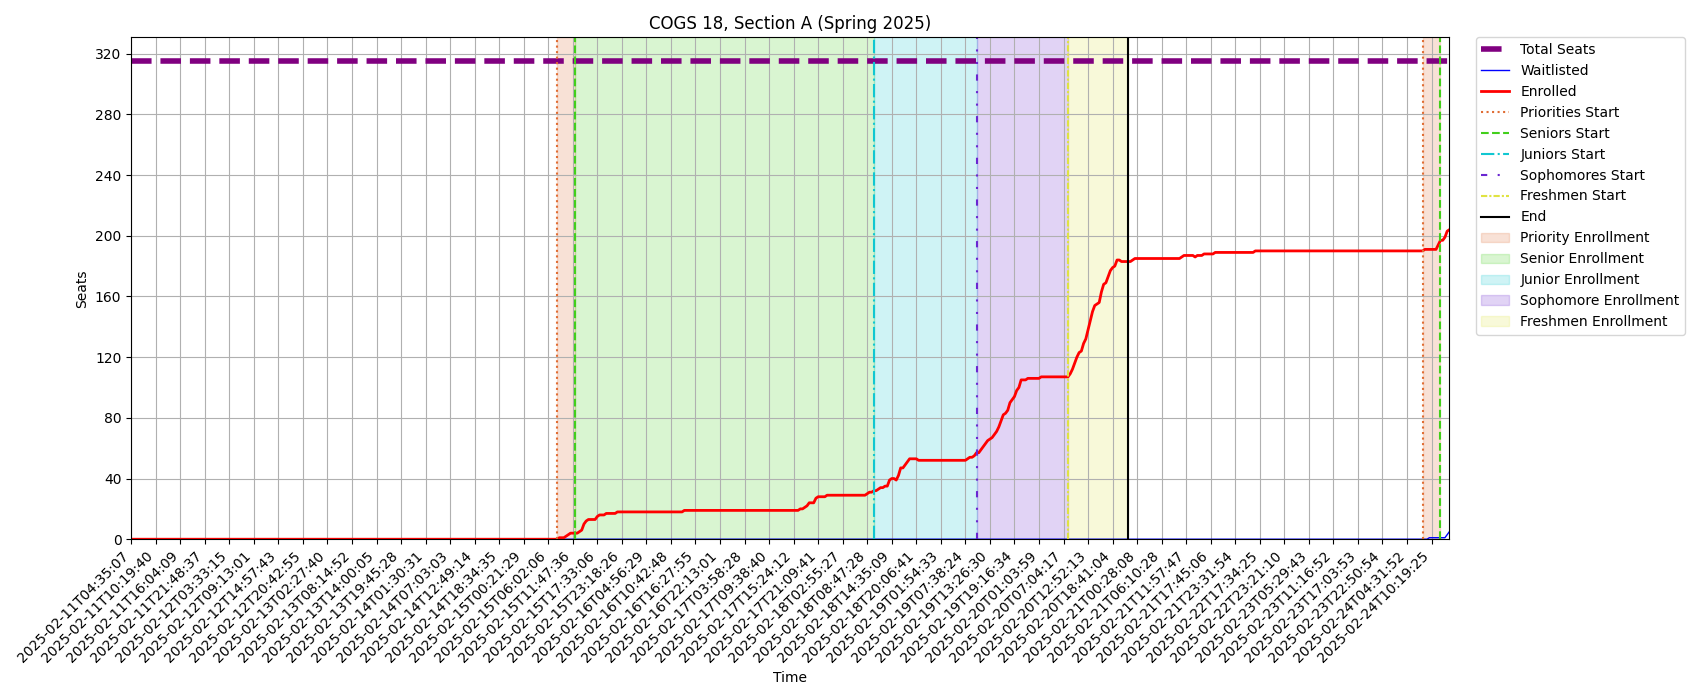 COGS 18, Section A (Spring 2025)
320
280
240
200
160
120
80
40
0
Seats
2025-02-11T04:35:07
2025-02-11T10:19:40
2025-02-11T16:04:09
2025-02-11T21:48:37
2025-02-12T03:33:15
2025-02-12T09:13:01
2025-02-12T14:57:43
2025-02-12T20:42:55
2025-02-13T02:27:40
2025-02-13T08:14:52
2025-02-13T14:00:05
2025-02-13T19:45:28
2025-02-14T01:30:31
2025-02-14T07:03:03
2025-02-14T12:49:14
2025-02-14T18:34:35
2025-02-15T00:21:29
2025-02-15T06:02:06
2025-02-15T11:47:36
2025-02-15T17:33:06
2025-02-15T23:18:26
2025-02-16T04:56:29
2025-02-16T10:42:48
2025-02-16T16:27:55
2025-02-16T22:13:01
2025-02-17T03:58:28
2025-02-17T09:38:40
2025-02-17T15:24:12
2025-02-17T21:09:41
2025-02-18T02:55:27
2025-02-18T08:47:28
2025-02-18T14:35:09
2025-02-18T20:06:41
2025-02-19T01:54:33
2025-02-19T07:38:24
2025-02-19T13:26:30
2025-02-19T19:16:34
2025-02-20T01:03:59
2025-02-20T07:04:17
2025-02-20T12:52:13
2025-02-20T18:41:04
2025-02-21T00:28:08
2025-02-21T06:10:28
2025-02-21T11:57:47
2025-02-21T17:45:06
2025-02-21T23:31:54
2025-02-22T17:34:25
2025-02-22T23:21:10
2025-02-23T05:29:43
2025-02-23T11:16:52
2025-02-23T17:03:53
2025-02-23T22:50:54
2025-02-24T04:31:52
2025-02-24T10:19:25
Time
Total Seats
Waitlisted
Enrolled
Priorities Start
Seniors Start
Juniors Start
Sophomores Start
Freshmen Start
End
Priority Enrollment
Senior Enrollment
Junior Enrollment
Sophomore Enrollment
Freshmen Enrollment